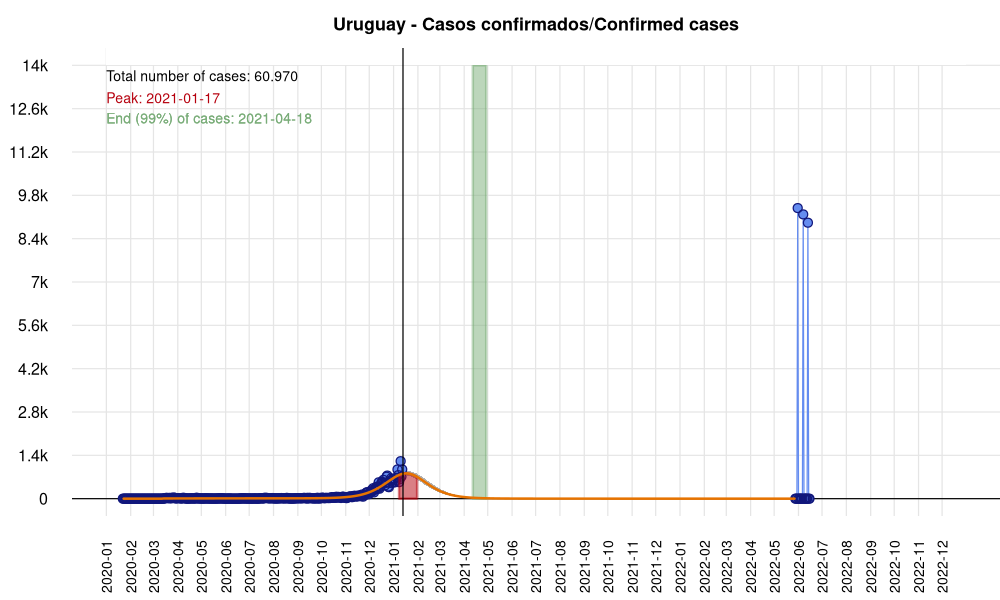 Uruguay - Casos confirmados/Confirmed cases
14k
12.6k
11.2k
9.8k
8.4k
7k
5.6k
4.2k
2.8k
1.4k
0
Total number of cases: 60.970
Peak: 2021-01-17
End (99%) of cases: 2021-04-18
2020-01
2020-02
2020-03
2020-04
2020-05
2020-06
2020-07
2020-08
2020-09
2020-10
2020-11
2020-12
2021-01
2021-02
2021-03
2021-04
2021-05
2021-06
2021-07
2021-08
2021-09
2021-10
2021-11
2021-12
2022-01
2022-02
2022-03
2022-04
2022-05
2022-06
2022-07
2022-08
2022-09
2022-10
2022-11
2022-12